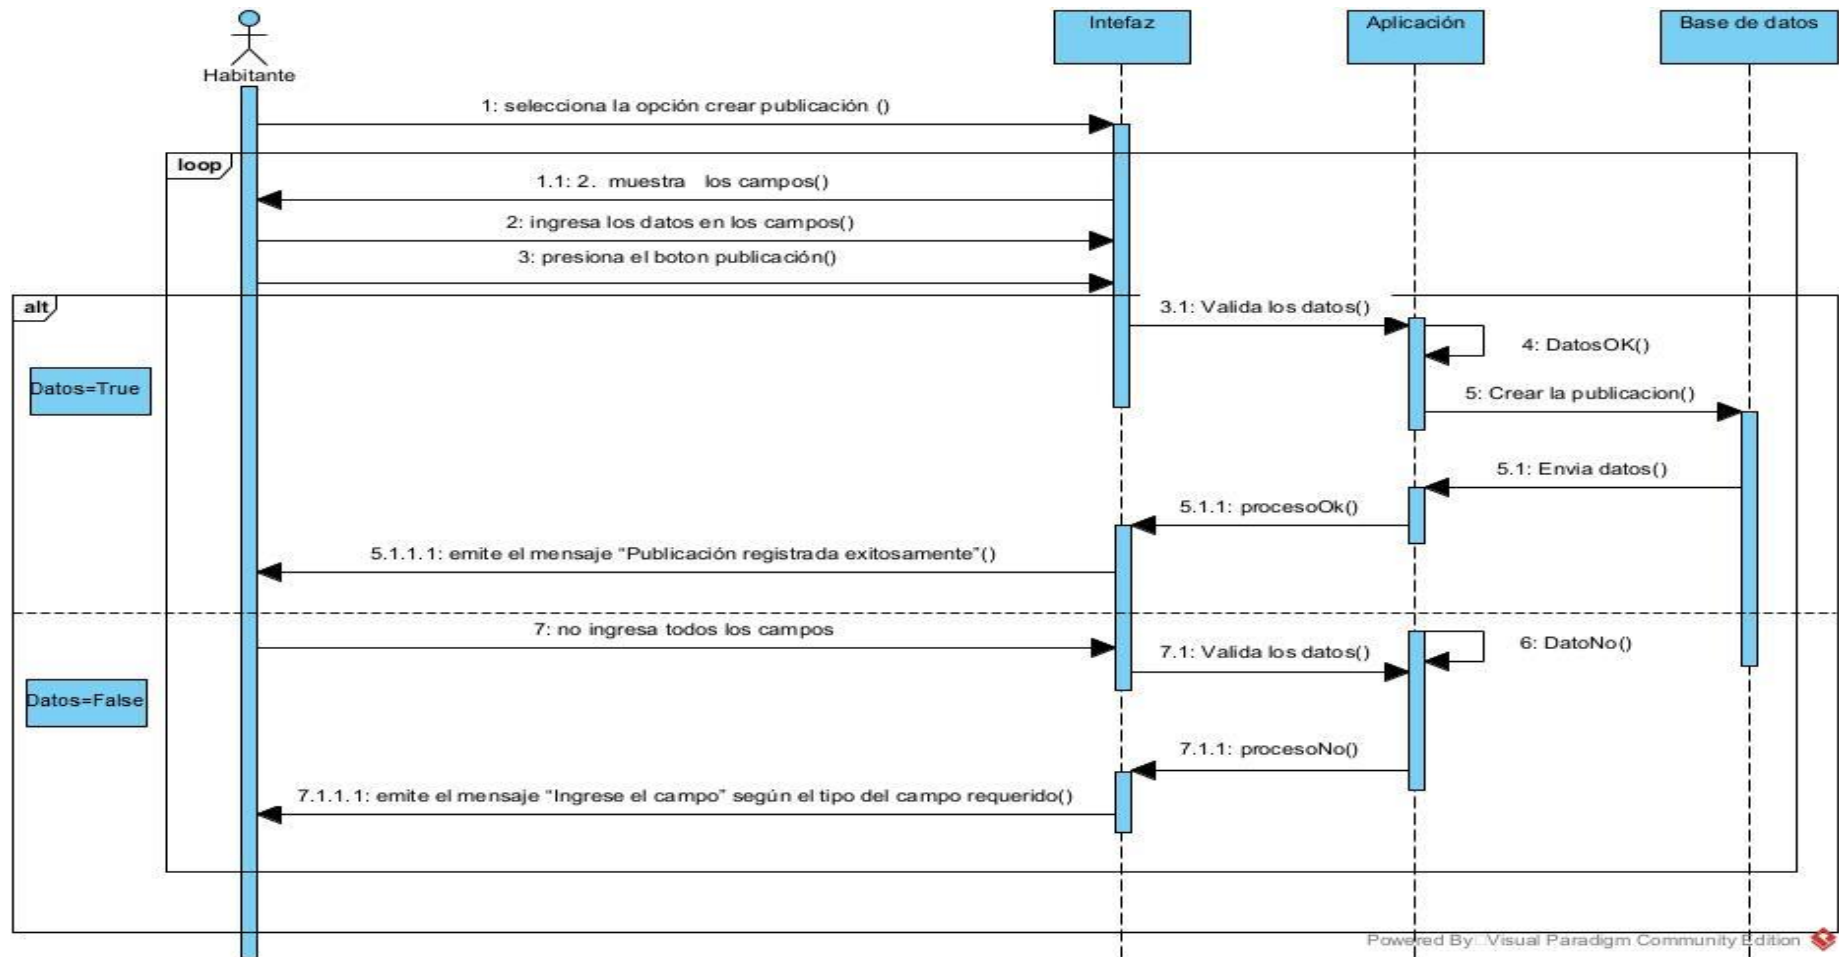 Habitante
Intefaz
Aplicación
Base de datos
1: selecciona la opción crear publicación ()
loop
1.1: 2. muestra los campos()
2: ingresa los datos en los campos()
3: presiona el boton publicación()
alt
3.1: Valida los datos()
4: DatosOK()
Datos=True
5: Crear la publicacion()
5.1: Envia datos()
5.1.1: procesoOk()
5.1.1.1: emite el mensaje “Publicación registrada exitosamente”()
7: no ingresa todos los campos
6: DatoNo()
7.1: Valida los datos()
Datos=False
7.1.1: procesoNo()
7.1.1.1: emite el mensaje “Ingrese el campo” según el tipo del campo requerido()
Powered By Visual Paradigm Community Edition